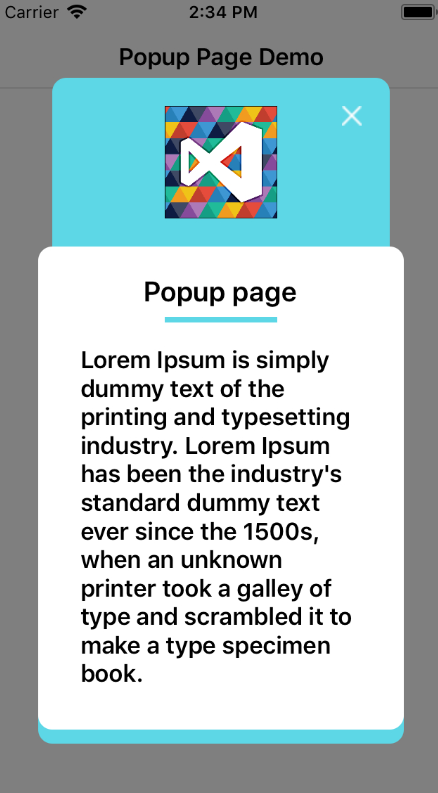 Carrier 2:34 PM
Popup Page Demo
Popup page
Lorem Ipsum is simply
dummy text of the
printing and typesetting
industry. Lorem Ipsum
has been the industry's
standard dummy text
ever since the 1500s,
when an unknown
printer took a galley of
type and scrambled it to
make a type specimen
book.